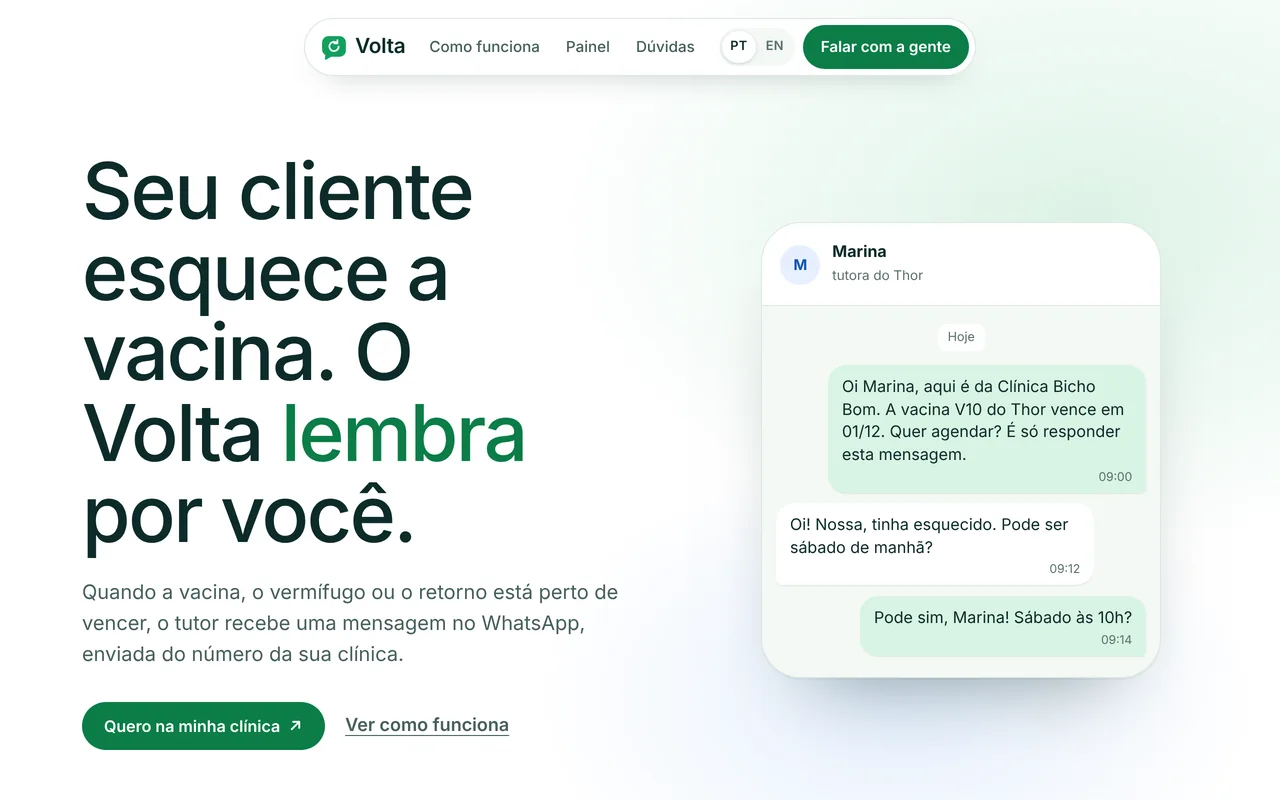 Volta
Como funciona
Painel
Dúvidas
PT
EN
Falar com a gente
Seu cliente
esquece a
vacina. O
Volta lembra
por você.
Quando a vacina, o vermífugo ou o retorno está perto de
vencer, o tutor recebe uma mensagem no WhatsApp,
enviada do número da sua clínica.
Quero na minha clínica
Ver como funciona
M
Marina
tutora do Thor
Hoje
Oi Marina, aqui é da Clínica Bicho
Bom. A vacina V10 do Thor vence em
01/12. Quer agendar? É só responder
esta mensagem.
09:00
Oi! Nossa, tinha esquecido. Pode ser
sábado de manhã?
09:12
Pode sim, Marina! Sábado às 10h?
09:14